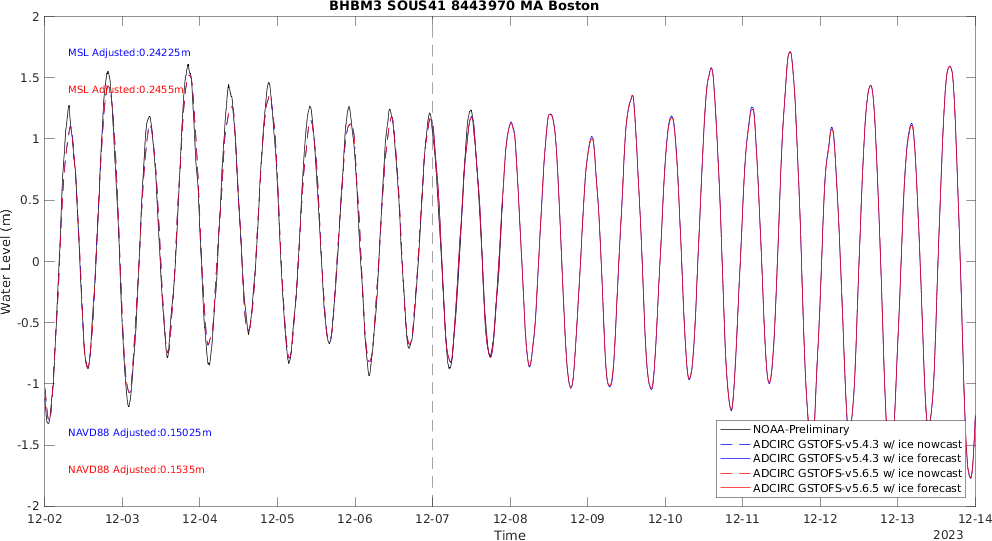 BHBM3 SOUS41 8443970 MA Boston
2
1.5
1
0.5
0
-0.5
-1
-1.5
-2
Water Level (m)
MSL Adjusted:0.24225m
MSL Adjusted:0.2455m
NAVD88 Adjusted:0.15025m
NAVD88 Adjusted:0.1535m
NOAA-Preliminary
ADCIRC GSTOFS-v5.4.3 w/ ice nowcast
ADCIRC GSTOFS-v5.4.3 w/ ice forecast
ADCIRC GSTOFS-v5.6.5 w/ ice nowcast
ADCIRC GSTOFS-v5.6.5 w/ ice forecast
12-02 12-03 12-04 12-05 12-06 12-07 12-08 12-09 12-10 12-11 12-12 12-13 12-14
Time
2023